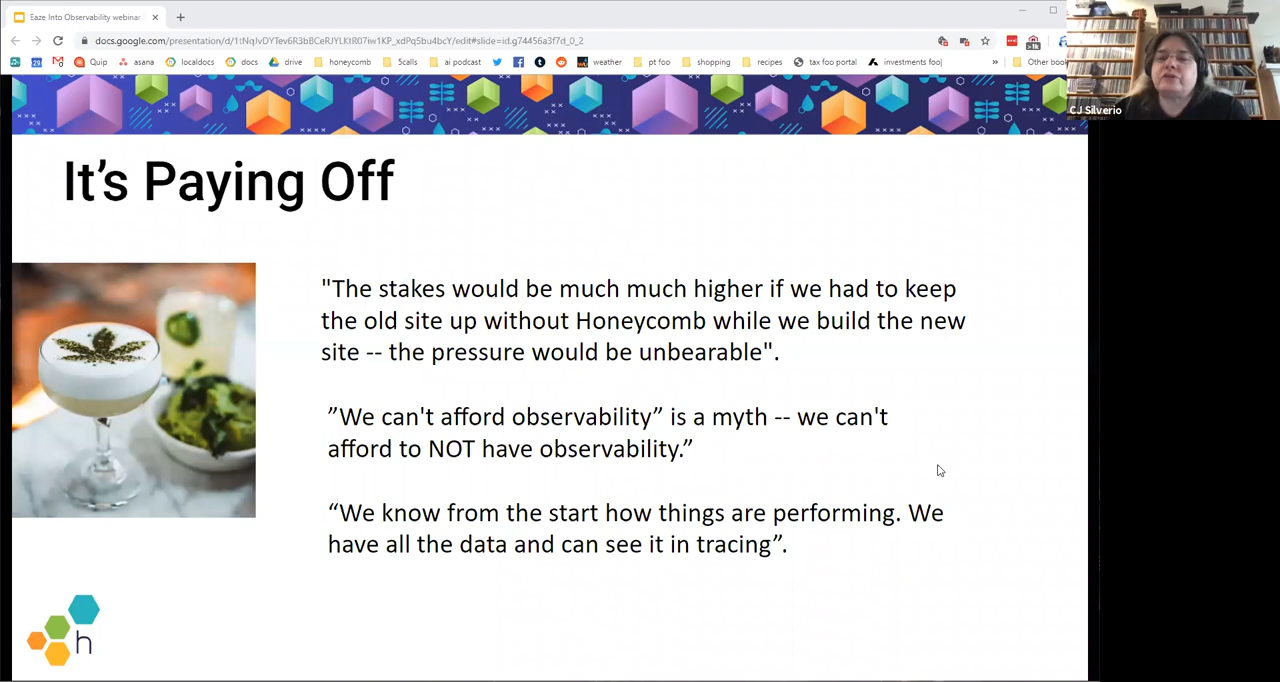 Eaze Into Observability webinar
docs.google.com/presentation/d/1tNqJvDYTev6R3bBCeRJYLKIR07iw1KP_xdPq5bu4bcY/edit#slide=id.g74456a3f7d_0_2
>1k
Quip
asana
localdocs
docs
drive
honeycomb
5calls
ai podcast
weather
pt foo
shopping
recipes
tax foo portal
investments foo|
»
Other boo
CJ Silverio
It’s Paying Off
"The stakes would be much much higher if we had to keep
the old site up without Honeycomb while we build the new
site -- the pressure would be unbearable".
”We can't afford observability” is a myth -- we can't
afford to NOT have observability.”
“We know from the start how things are performing. We
have all the data and can see it in tracing”.
h